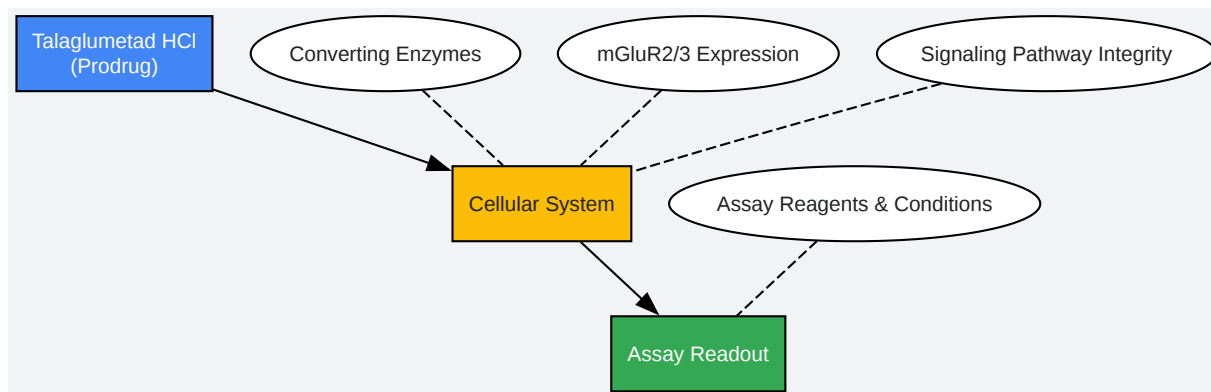 Talaglumetad HCl
(Prodrug)
Converting Enzymes
mGluR2/3 Expression
Signaling Pathway Integrity
Cellular System
Assay Reagents & Conditions
Assay Readout